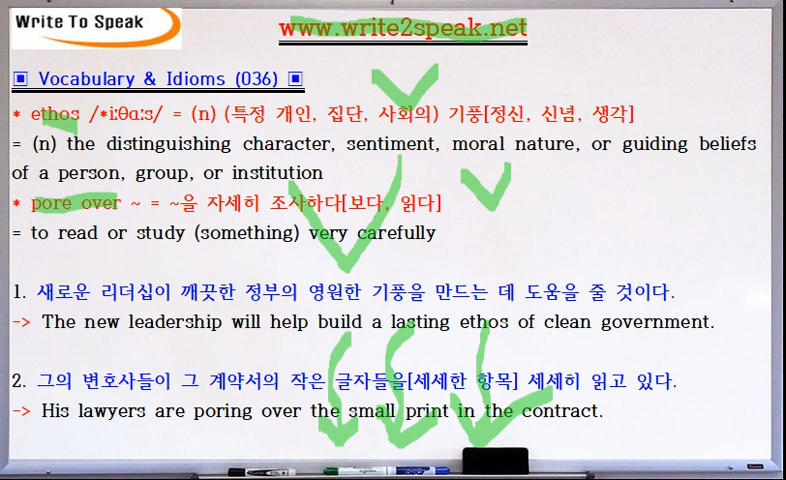 Write To Speak
www.write2speak.net
▣ Vocabulary & Idioms (036) ▣
* ethos /*i:θɑ:s/ = (n) (특정 개인, 집단, 사회의) 기풍[정신, 신념, 생각]
= (n) the distinguishing character, sentiment, moral nature, or guiding beliefs
of a person, group, or institution
* pore over ~ = ~을 자세히 조사하다[보다, 읽다]
= to read or study (something) very carefully
1. 새로운 리더십이 깨끗한 정부의 영원한 기풍을 만드는 데 도움을 줄 것이다.
-> The new leadership will help build a lasting ethos of clean government.
2. 그의 변호사들이 그 계약서의 작은 글자들을[세세한 항목] 세세히 읽고 있다.
-> His lawyers are poring over the small print in the contract.